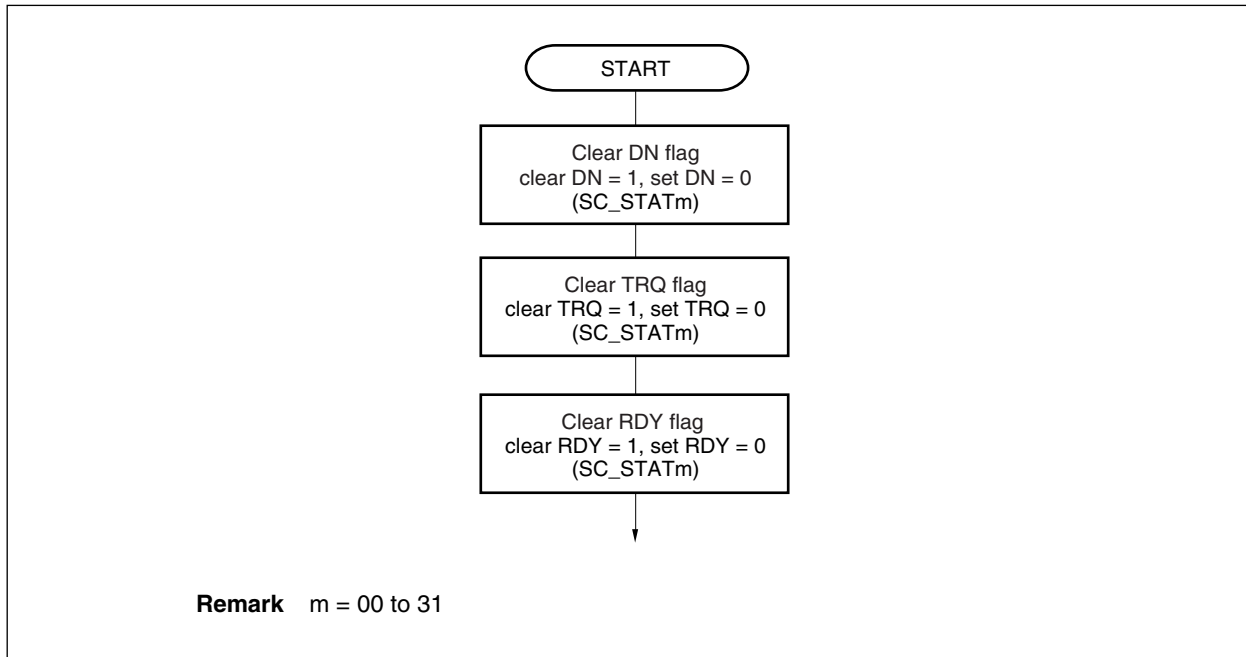 START
Clear DN flag
clear DN = 1, set DN = 0
(SC_STATm)
Clear TRQ flag
clear TRQ = 1, set TRQ = 0
(SC_STATm)
Clear RDY flag
clear RDY = 1, set RDY = 0
(SC_STATm)
Remark m = 00 to 31